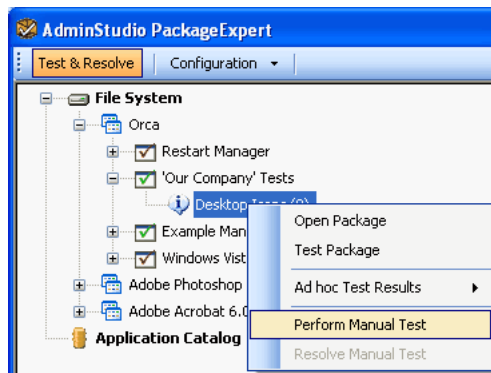 AdminStudio PackageExpert
Test & Resolve
Configuration
File System
Orca
Restart Manager
'Our Company' Tests
Desktop
Open Package
Example Man
Test Package
Windows Vist
Adobe Photoshop
Ad hoc Test Results
Adobe Acrobat 6.0
Perform Manual Test
Application Catalog
Resolve Manual Test